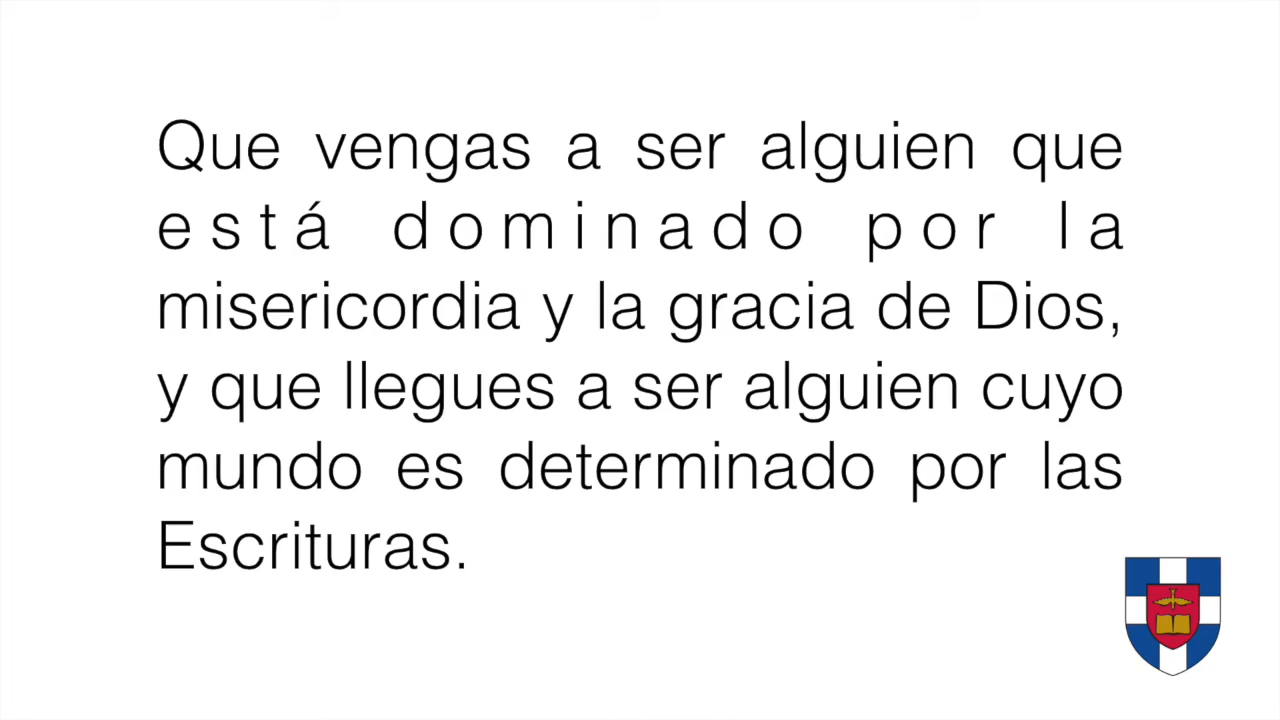 Que vengas a ser alguien que
está dominado por la
misericordia y la gracia de Dios,
y que llegues a ser alguien cuyo
mundo es determinado por las
Escrituras.